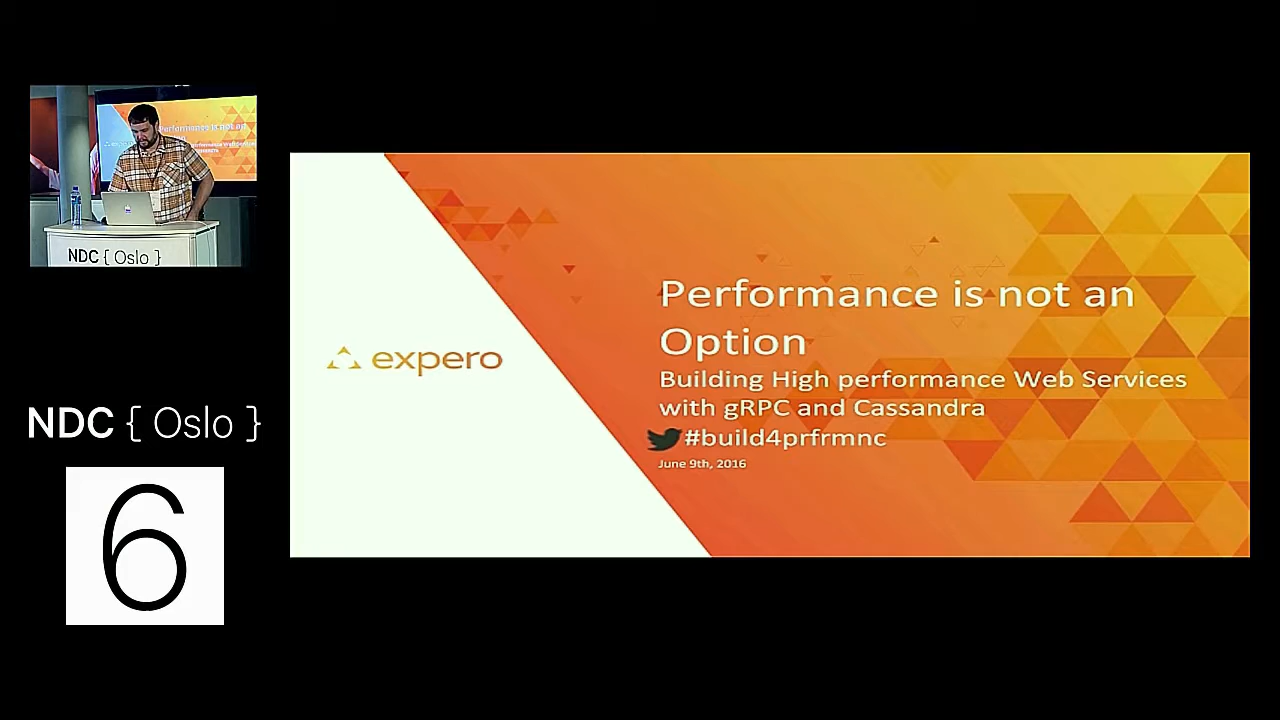 NDC { Oslo }
expero
Performance is not an
Option
Building High performance Web Services
with gRPC and Cassandra
#build4prfrmnc
June 9th, 2016
NDC { Oslo }
6